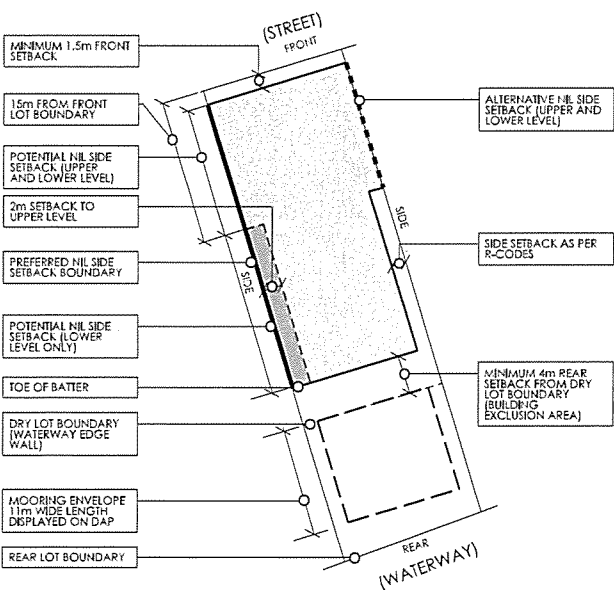 (STREET)
FRONT
MINIMUM 1.5m FRONT
SETBACK
15m FROM FRONT
LOT BOUNDARY
POTENTIAL NIL SIDE
SETBACK (UPPER
AND LOWER LEVEL)
2m SETBACK TO
UPPER LEVEL
PREFERRED NIL SIDE
SETBACK BOUNDARY
POTENTIAL NIL SIDE
SETBACK (LOWER
LEVEL ONLY)
TOE OF BATTER
DRY LOT BOUNDARY
(WATERWAY EDGE
WALL)
MOORING ENVELOPE
11m WIDE LENGTH
DISPLAYED ON DAP
REAR LOT BOUNDARY
SIDE
SIDE
ALTERNATIVE NIL SIDE
SETBACK (UPPER AND
LOWER LEVEL)
SIDE SETBACK AS PER
R-CODES
MINIMUM 4m REAR
SETBACK FROM DRY
LOT BOUNDARY
(BUILDING
EXCLUSION AREA)
REAR
(WATERWAY)